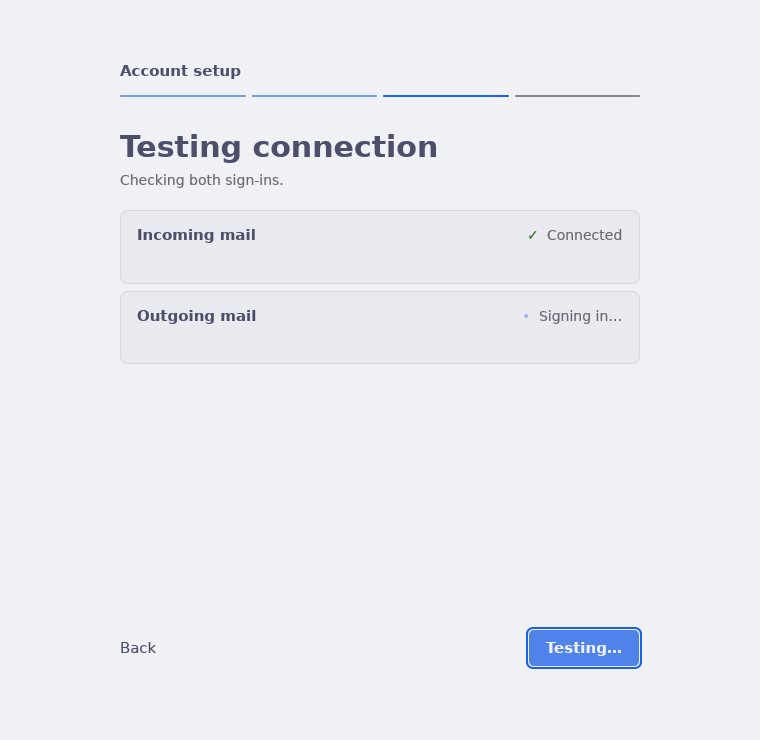 Account setup
Testing connection
Checking both sign-ins.
Incoming mail
✓ Connected
Outgoing mail
Signing in…
Back
Testing…